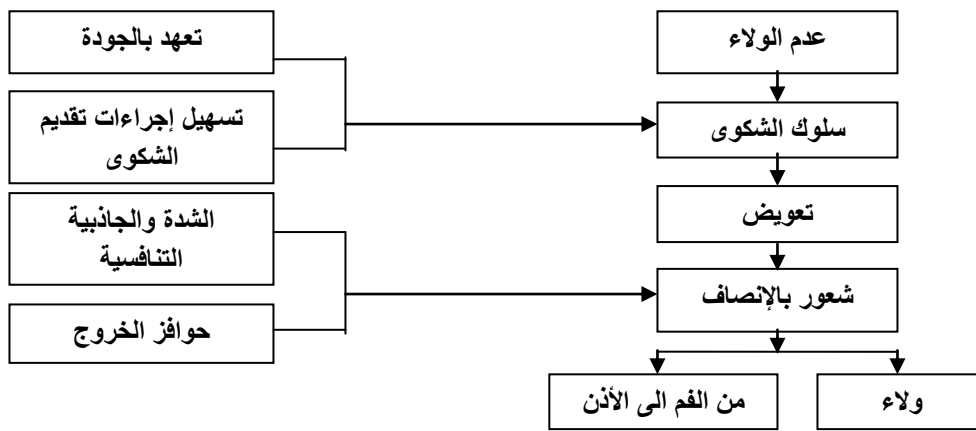 عدم الولاء
تعهد بالجودة
سلوك الشكوى
تسهيل إجراءات تقديم
الشكوى
تعويض
الشدة والجاذبية
التنافسية
شعور بالإنصاف
حوافز الخروج
ولاء
من الفم الى الأذن